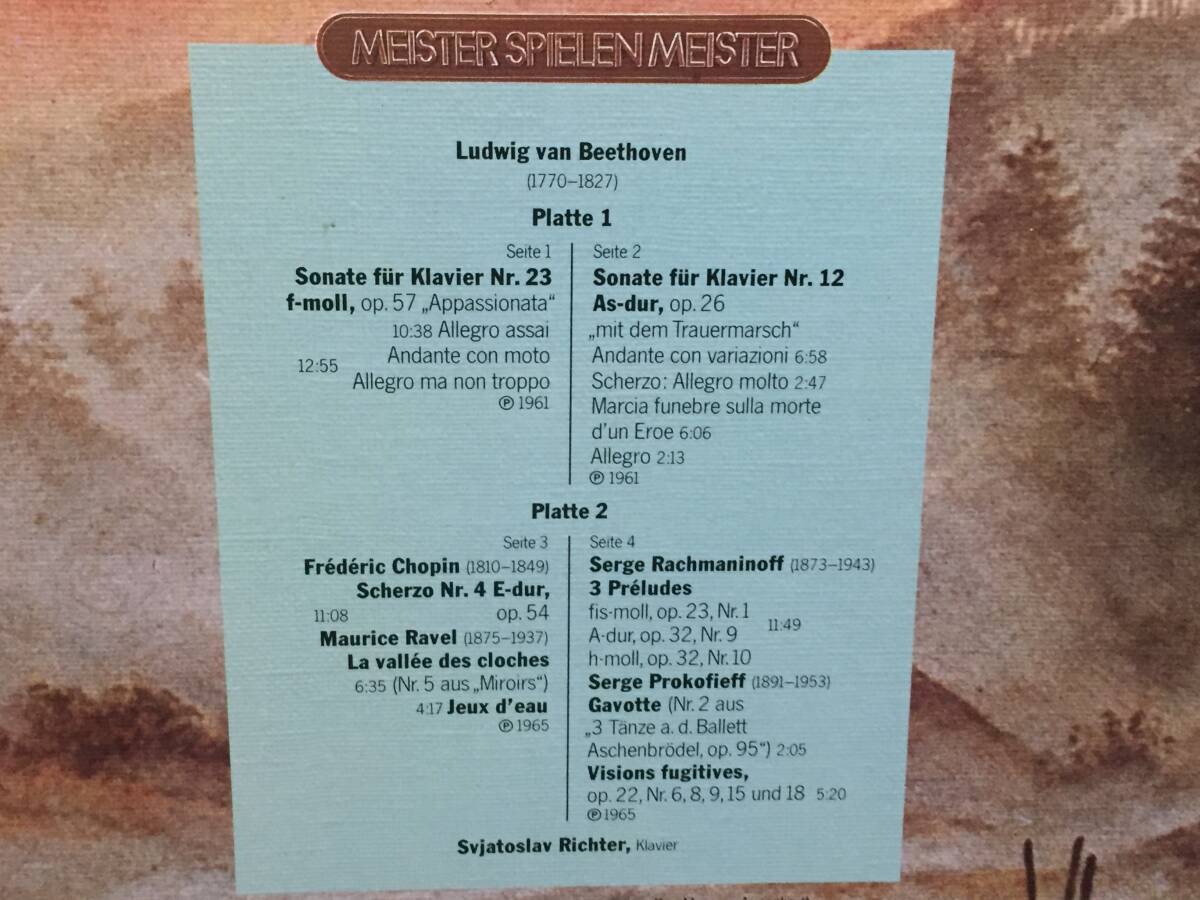 MEISTER SPIELEN MEISTER
Ludwig van Beethoven
(1770–1827)
Platte 1
Seite 1
Sonate für Klavier Nr. 23
f-moll, op. 57 „Appassionata“
10:38 Allegro assai
Andante con moto
12:55
Allegro ma non troppo
℗ 1961
Seite 2
Sonate für Klavier Nr. 12
As-dur, op. 26
„mit dem Trauermarsch“
Andante con variazioni 6:58
Scherzo: Allegro molto 2:47
Marcia funebre sulla morte
d’un Eroe 6:06
Allegro 2:13
℗ 1961
Platte 2
Seite 3
Frédéric Chopin (1810–1849)
Scherzo Nr. 4 E-dur,
11:08 op. 54
Maurice Ravel (1875–1937)
La vallée des cloches
6:35 (Nr. 5 aus „Miroirs“)
4:17 Jeux d’eau
℗ 1965
Seite 4
Serge Rachmaninoff (1873–1943)
3 Préludes
fis-moll, op. 23, Nr. 1
A-dur, op. 32, Nr. 9
11:49
h-moll, op. 32, Nr. 10
Serge Prokofieff (1891–1953)
Gavotte (Nr. 2 aus
„3 Tänze a. d. Ballett
Aschenbrödel, op. 95“) 2:05
Visions fugitives,
op. 22, Nr. 6, 8, 9, 15 und 18 5:20
℗ 1965
Svjatoslav Richter, Klavier